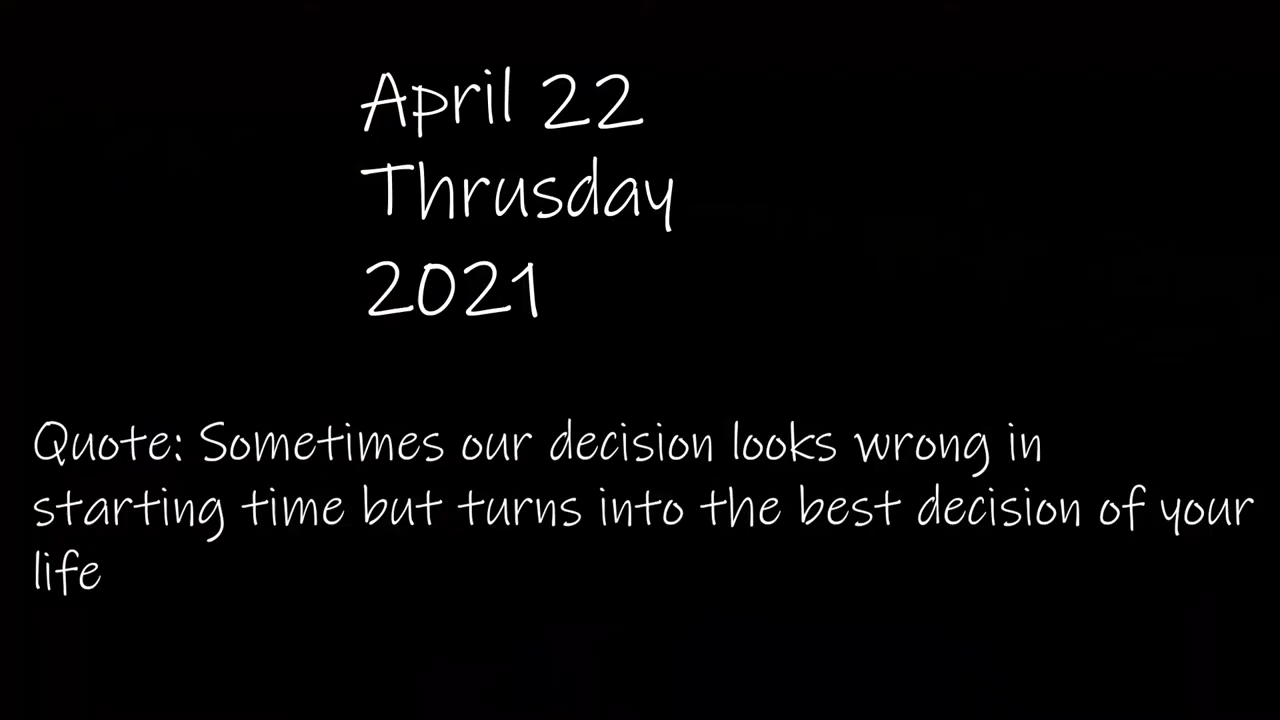 April 22
Thrusday
2021
Quote: Sometimes our decision looks wrong in
starting time but turns into the best decision of your
life